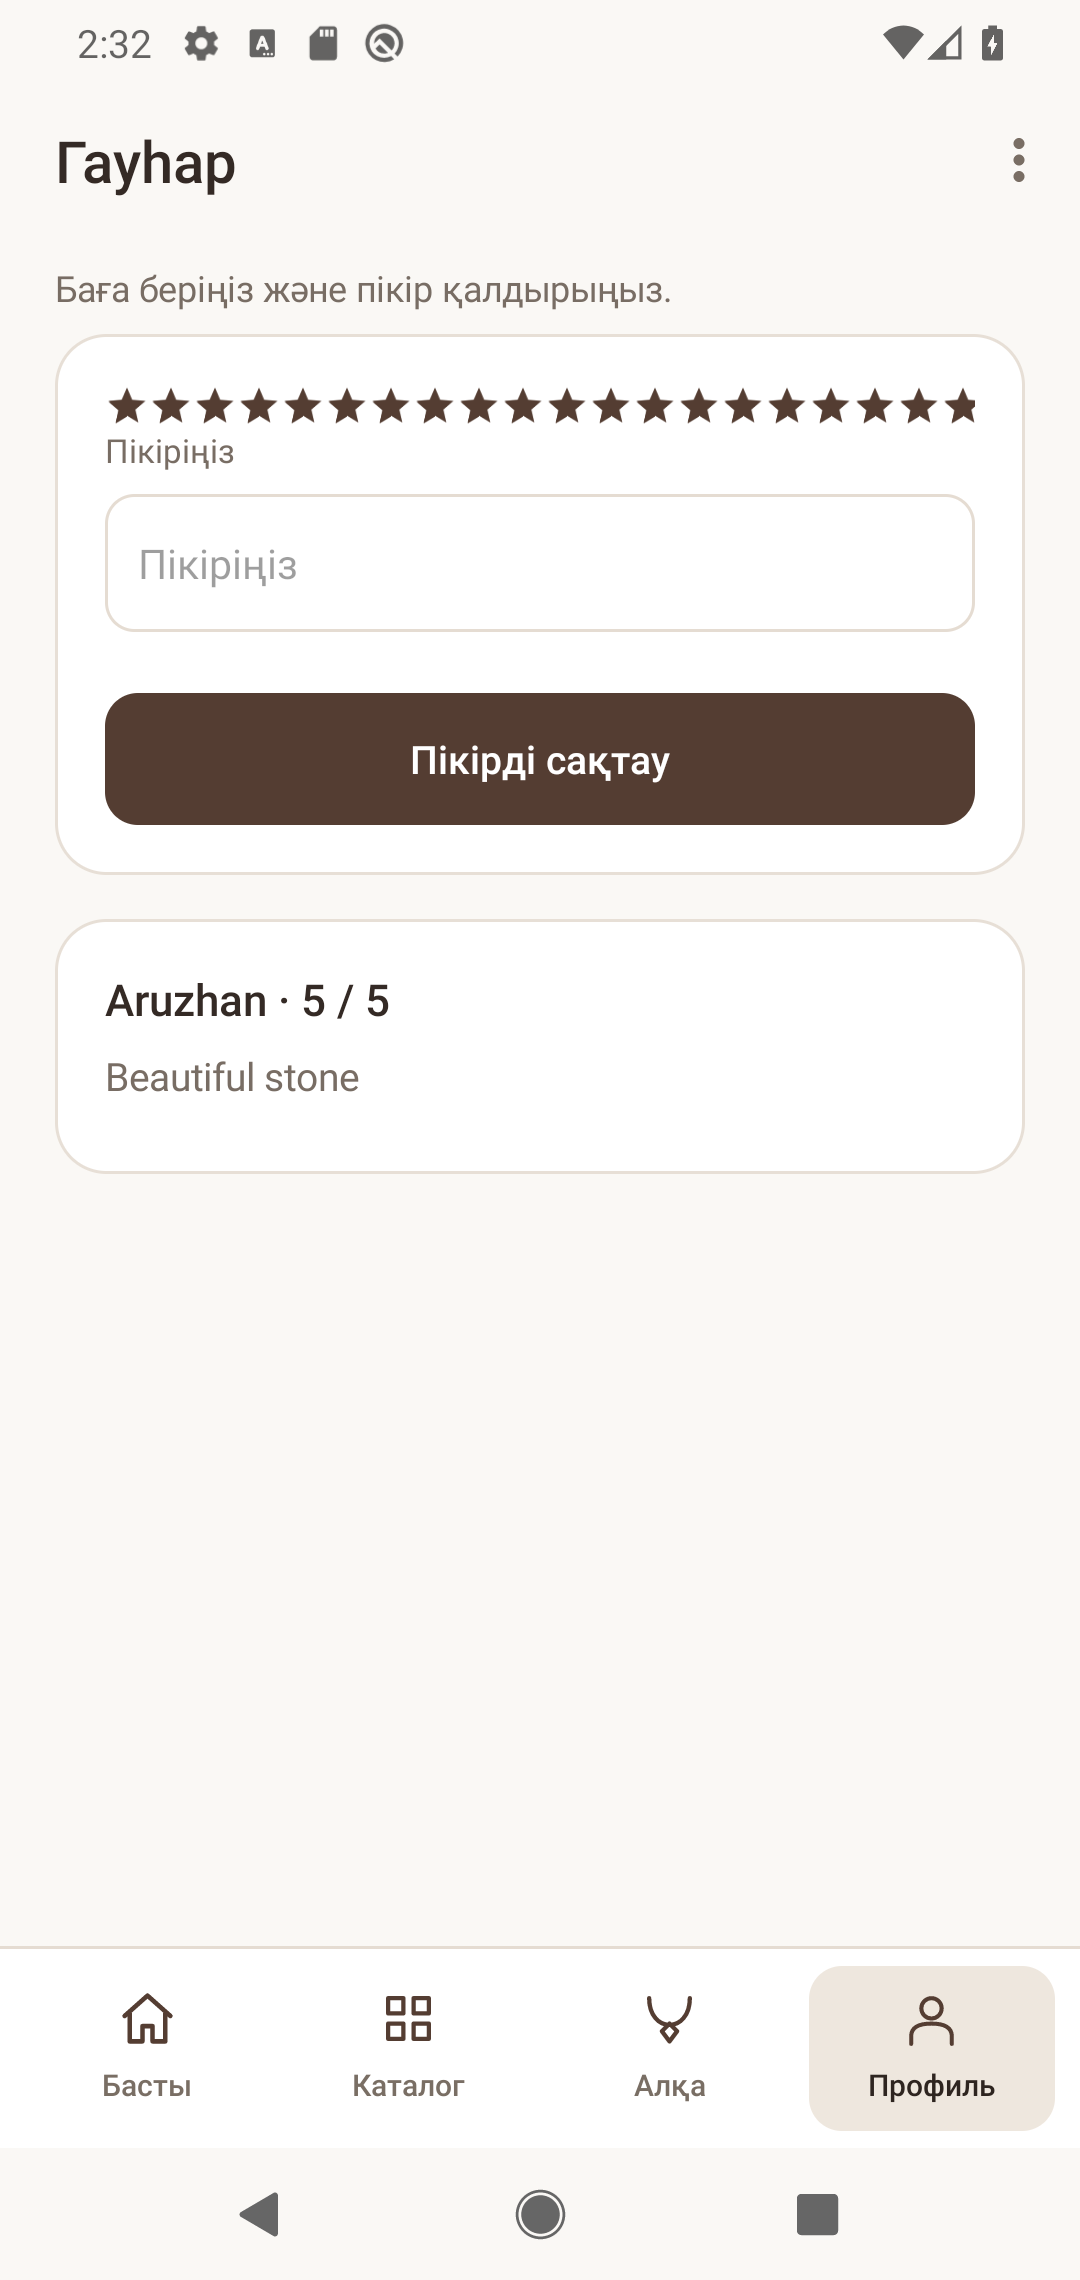 2:32
Гауһар
Баға беріңіз және пікір қалдырыңыз.
Пікіріңіз
Пікіріңіз
Пікірді сақтау
Aruzhan · 5 / 5
Beautiful stone
Басты
Каталог
Алқа
Профиль